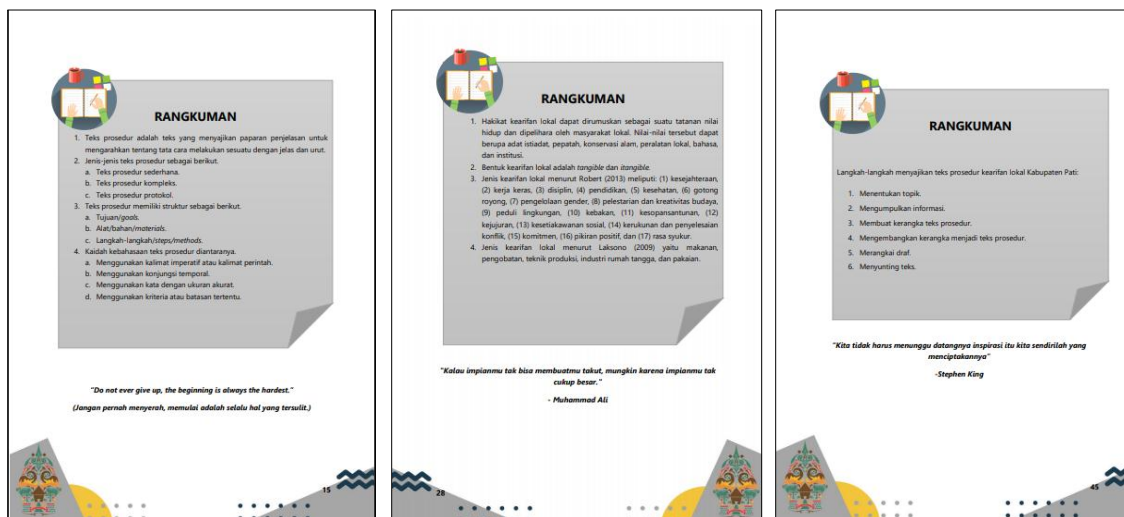 RANGKUMAN
1. Teks prosedur adalah teks yang menyajikan paparan penjelasan untuk
mengarahkan tentang tata cara melakukan sesuatu dengan jelas dan urut.
2. Jenis-jenis teks prosedur sebagai berikut.
a. Teks prosedur sederhana.
b. Teks prosedur kompleks.
c. Teks prosedur protokol.
3. Teks prosedur memiliki struktur sebagai berikut.
a. Tujuan/goals.
b. Alat/bahan/materials.
c. Langkah-langkah/steps/methods.
4. Kaidah kebahasaan teks prosedur diantaranya.
a. Menggunakan kalimat imperatif atau kalimat perintah.
b. Menggunakan konjungsi temporal.
c. Menggunakan kata dengan ukuran akurat.
d. Menggunakan kriteria atau batasan tertentu.
"Do not ever give up, the beginning is always the hardest."
(Jangan pernah menyerah, memulai adalah selalu hal yang tersulit.)
15
RANGKUMAN
1. Hakikat kearifan lokal dapat dirumuskan sebagai suatu tatanan nilai
hidup dan dipelihara oleh masyarakat lokal. Nilai-nilai tersebut dapat
berupa adat istiadat, pepatah, konservasi alam, peralatan lokal, bahasa,
dan institusi.
2. Bentuk kearifan lokal adalah tangible dan itangible.
3. Jenis kearifan lokal menurut Robert (2013) meliputi: (1) kesejahteraan,
(2) kerja keras, (3) disiplin, (4) pendidikan, (5) kesehatan, (6) gotong
royong, (7) pengelolaan gender, (8) pelestarian dan kreativitas budaya,
(9) peduli lingkungan, (10) kebakan, (11) kesopansantunan, (12)
kejujuran, (13) kesetiakawanan sosial, (14) kerukunan dan penyelesaian
konflik, (15) komitmen, (16) pikiran positif, dan (17) rasa syukur.
4. Jenis kearifan lokal menurut Laksono (2009) yaitu makanan,
pengobatan, teknik produksi, industri rumah tangga, dan pakaian.
"Kalau impianmu tak bisa membuatmu takut, mungkin karena impianmu tak
cukup besar."
- Muhammad Ali
28
RANGKUMAN
Langkah-langkah menyajikan teks prosedur kearifan lokal Kabupaten Pati:
1. Menentukan topik.
2. Mengumpulkan informasi.
3. Membuat kerangka teks prosedur.
4. Mengembangkan kerangka menjadi teks prosedur.
5. Merangkai draf.
6. Menyunting teks.
"Kita tidak harus menunggu datangnya inspirasi itu kita sendirilah yang
menciptakannya"
-Stephen King
45